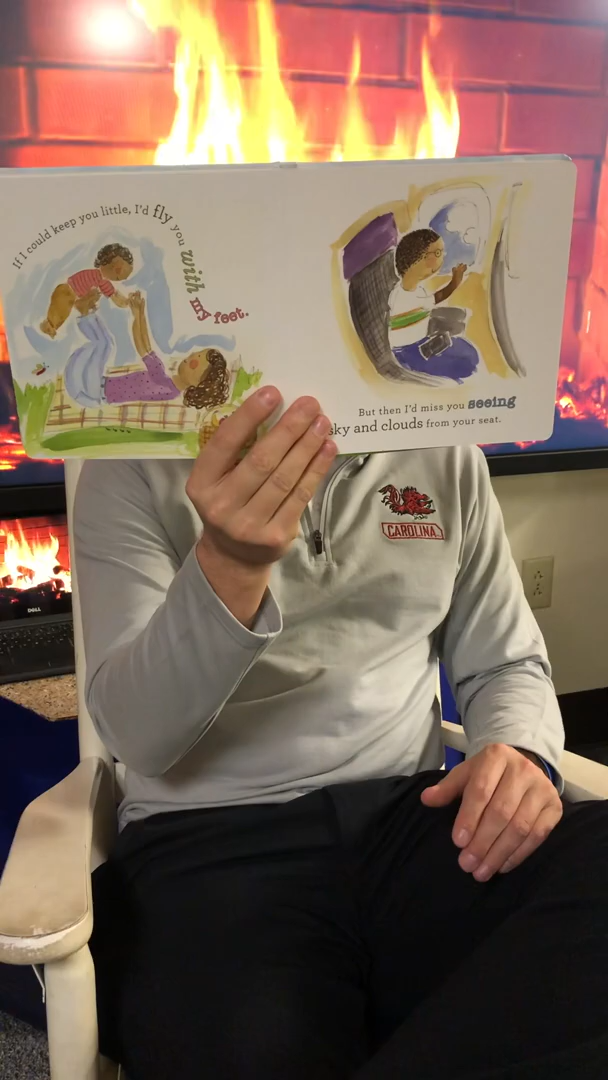 If I could keep you little, I'd fly you with my feet.
But then I'd miss you seeing
sky and clouds from your seat.
CAROLINA
DELL